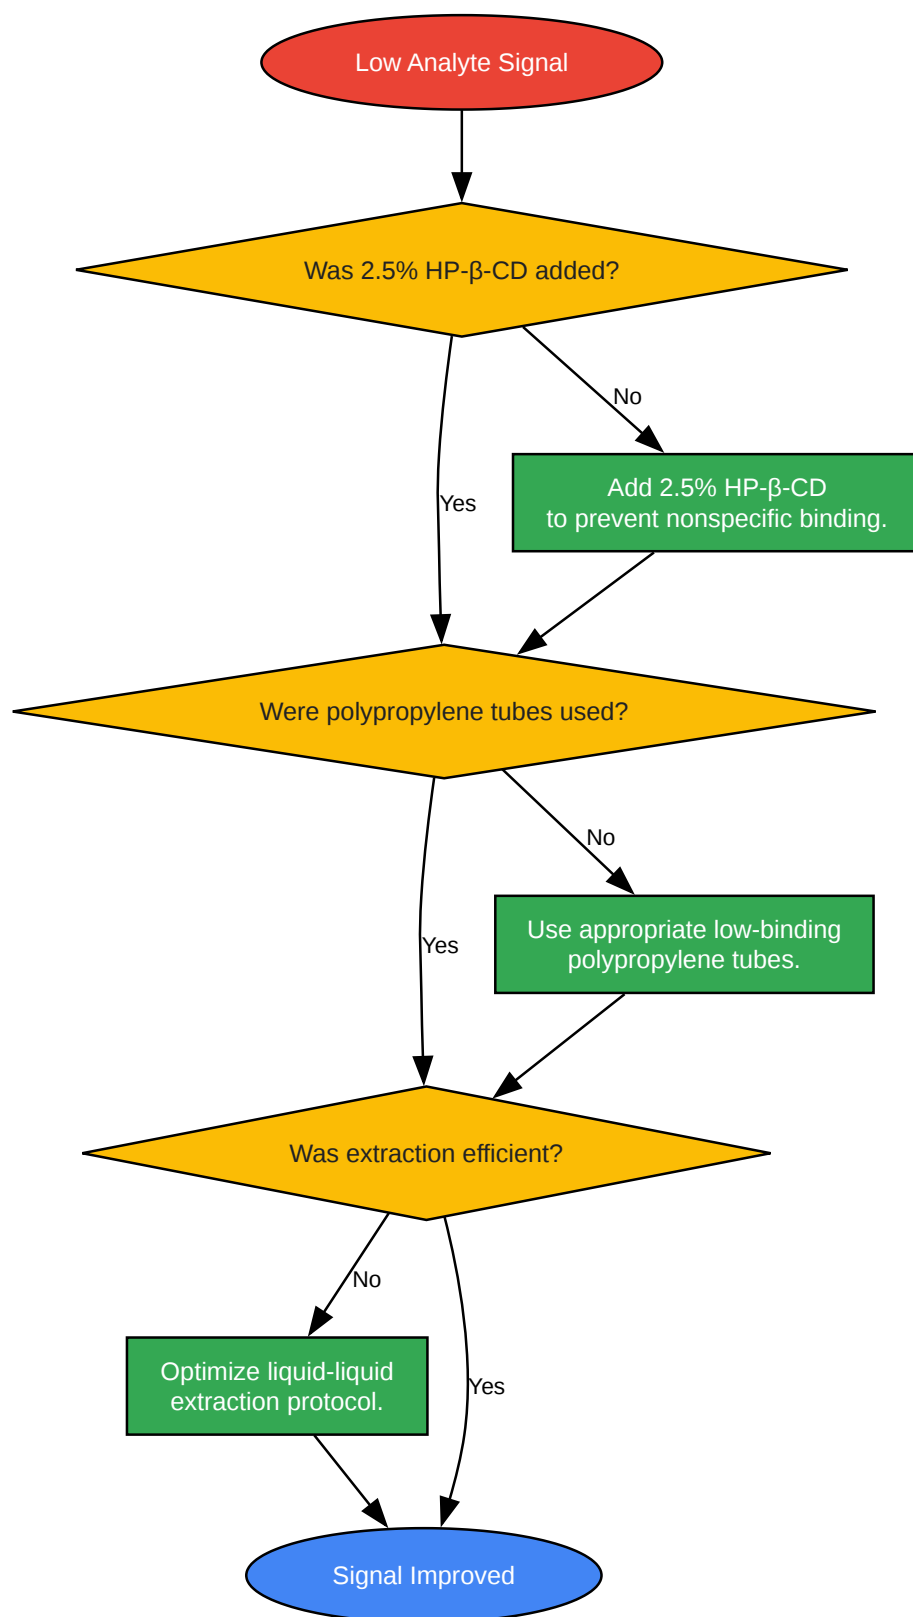 Low Analyte Signal
Was 2.5% HP-β-CD added?
No
Add 2.5% HP-β-CD
to prevent nonspecific binding.
Yes
Were polypropylene tubes used?
No
Use appropriate low-binding
polypropylene tubes.
Yes
Was extraction efficient?
No
Optimize liquid-liquid
extraction protocol.
Yes
Signal Improved